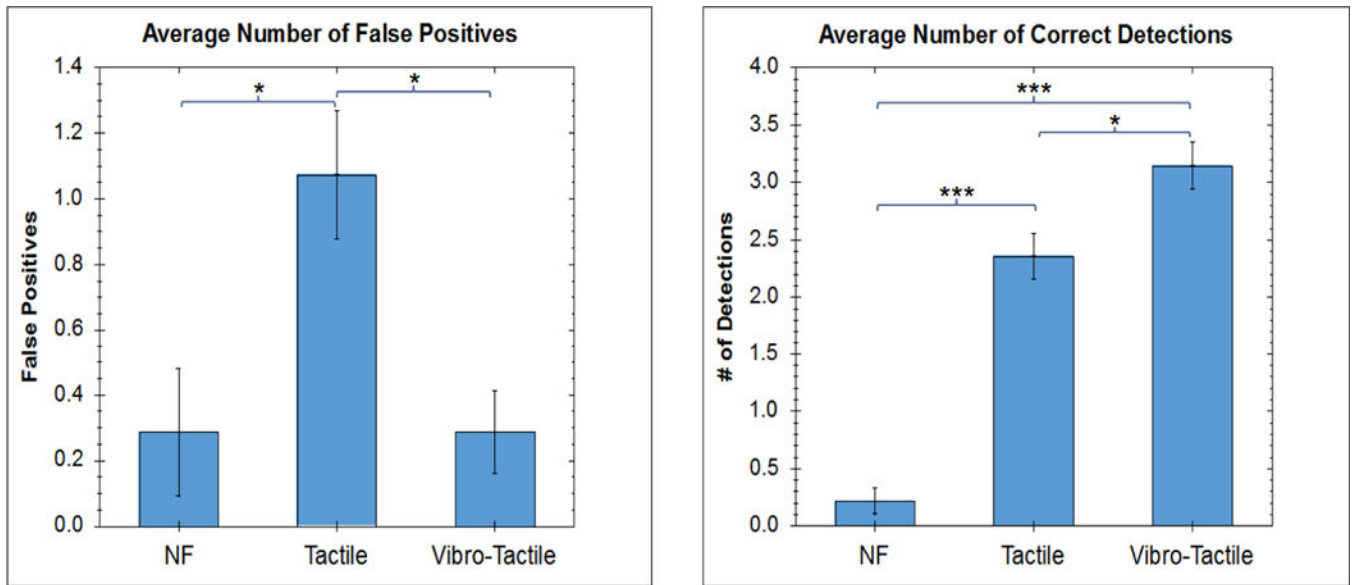 Average Number of False Positives
1.4
1.2
1.0
0.8
0.6
0.4
0.2
0.0
False Positives
*
*
NF
Tactile
Vibro-Tactile
Average Number of Correct Detections
4.0
3.5
3.0
2.5
2.0
1.5
1.0
0.5
0.0
# of Detections
***
*
***
NF
Tactile
Vibro-Tactile